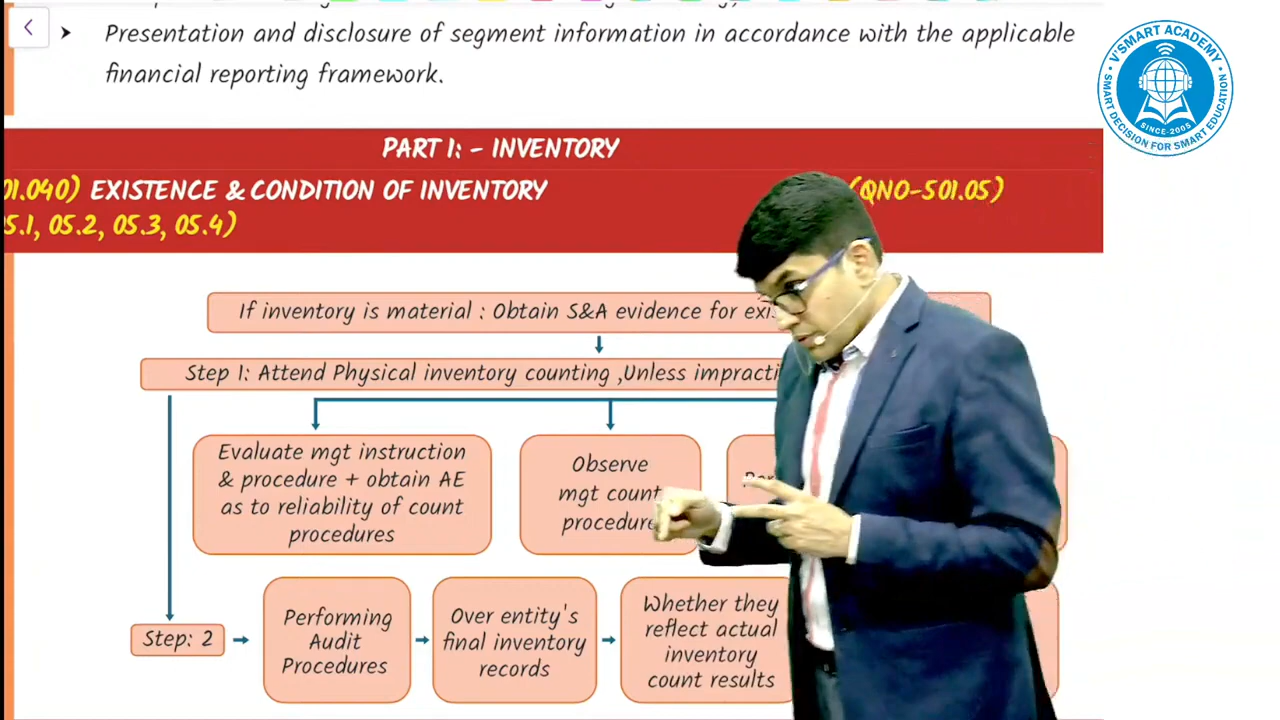 Presentation and disclosure of segment information in accordance with the applicable
financial reporting framework.
PART 1: - INVENTORY
01.040) EXISTENCE & CONDITION OF INVENTORY (QNO-501.05)
5.1, 05.2, 05.3, 05.4)
If inventory is material : Obtain S&A evidence for
Step 1: Attend Physical inventory counting ,Unless
Evaluate mgt instruction
& procedure + obtain AE
as to reliability of count
procedures
Observe
mgt count
procedure
Step: 2
Performing
Audit
Procedures
Over entity's
final inventory
records
Whether they
reflect actual
inventory
count results
V'SMART ACADEMY
SMART DECISION FOR SMART EDUCATION
SINCE-2005